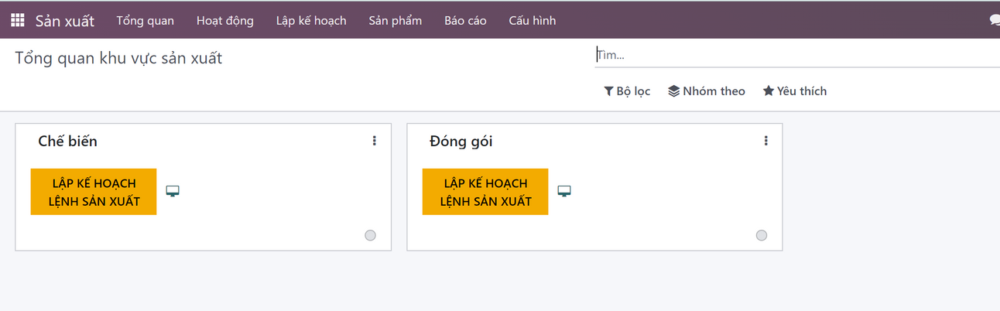 Sản xuất Tổng quan Hoạt động Lập kế hoạch Sản phẩm Báo cáo Cấu hình
Tổng quan khu vực sản xuất
Tìm...
Bộ lọc Nhóm theo Yêu thích
Chế biến
LẬP KẾ HOẠCH
LỆNH SẢN XUẤT
Đóng gói
LẬP KẾ HOẠCH
LỆNH SẢN XUẤT